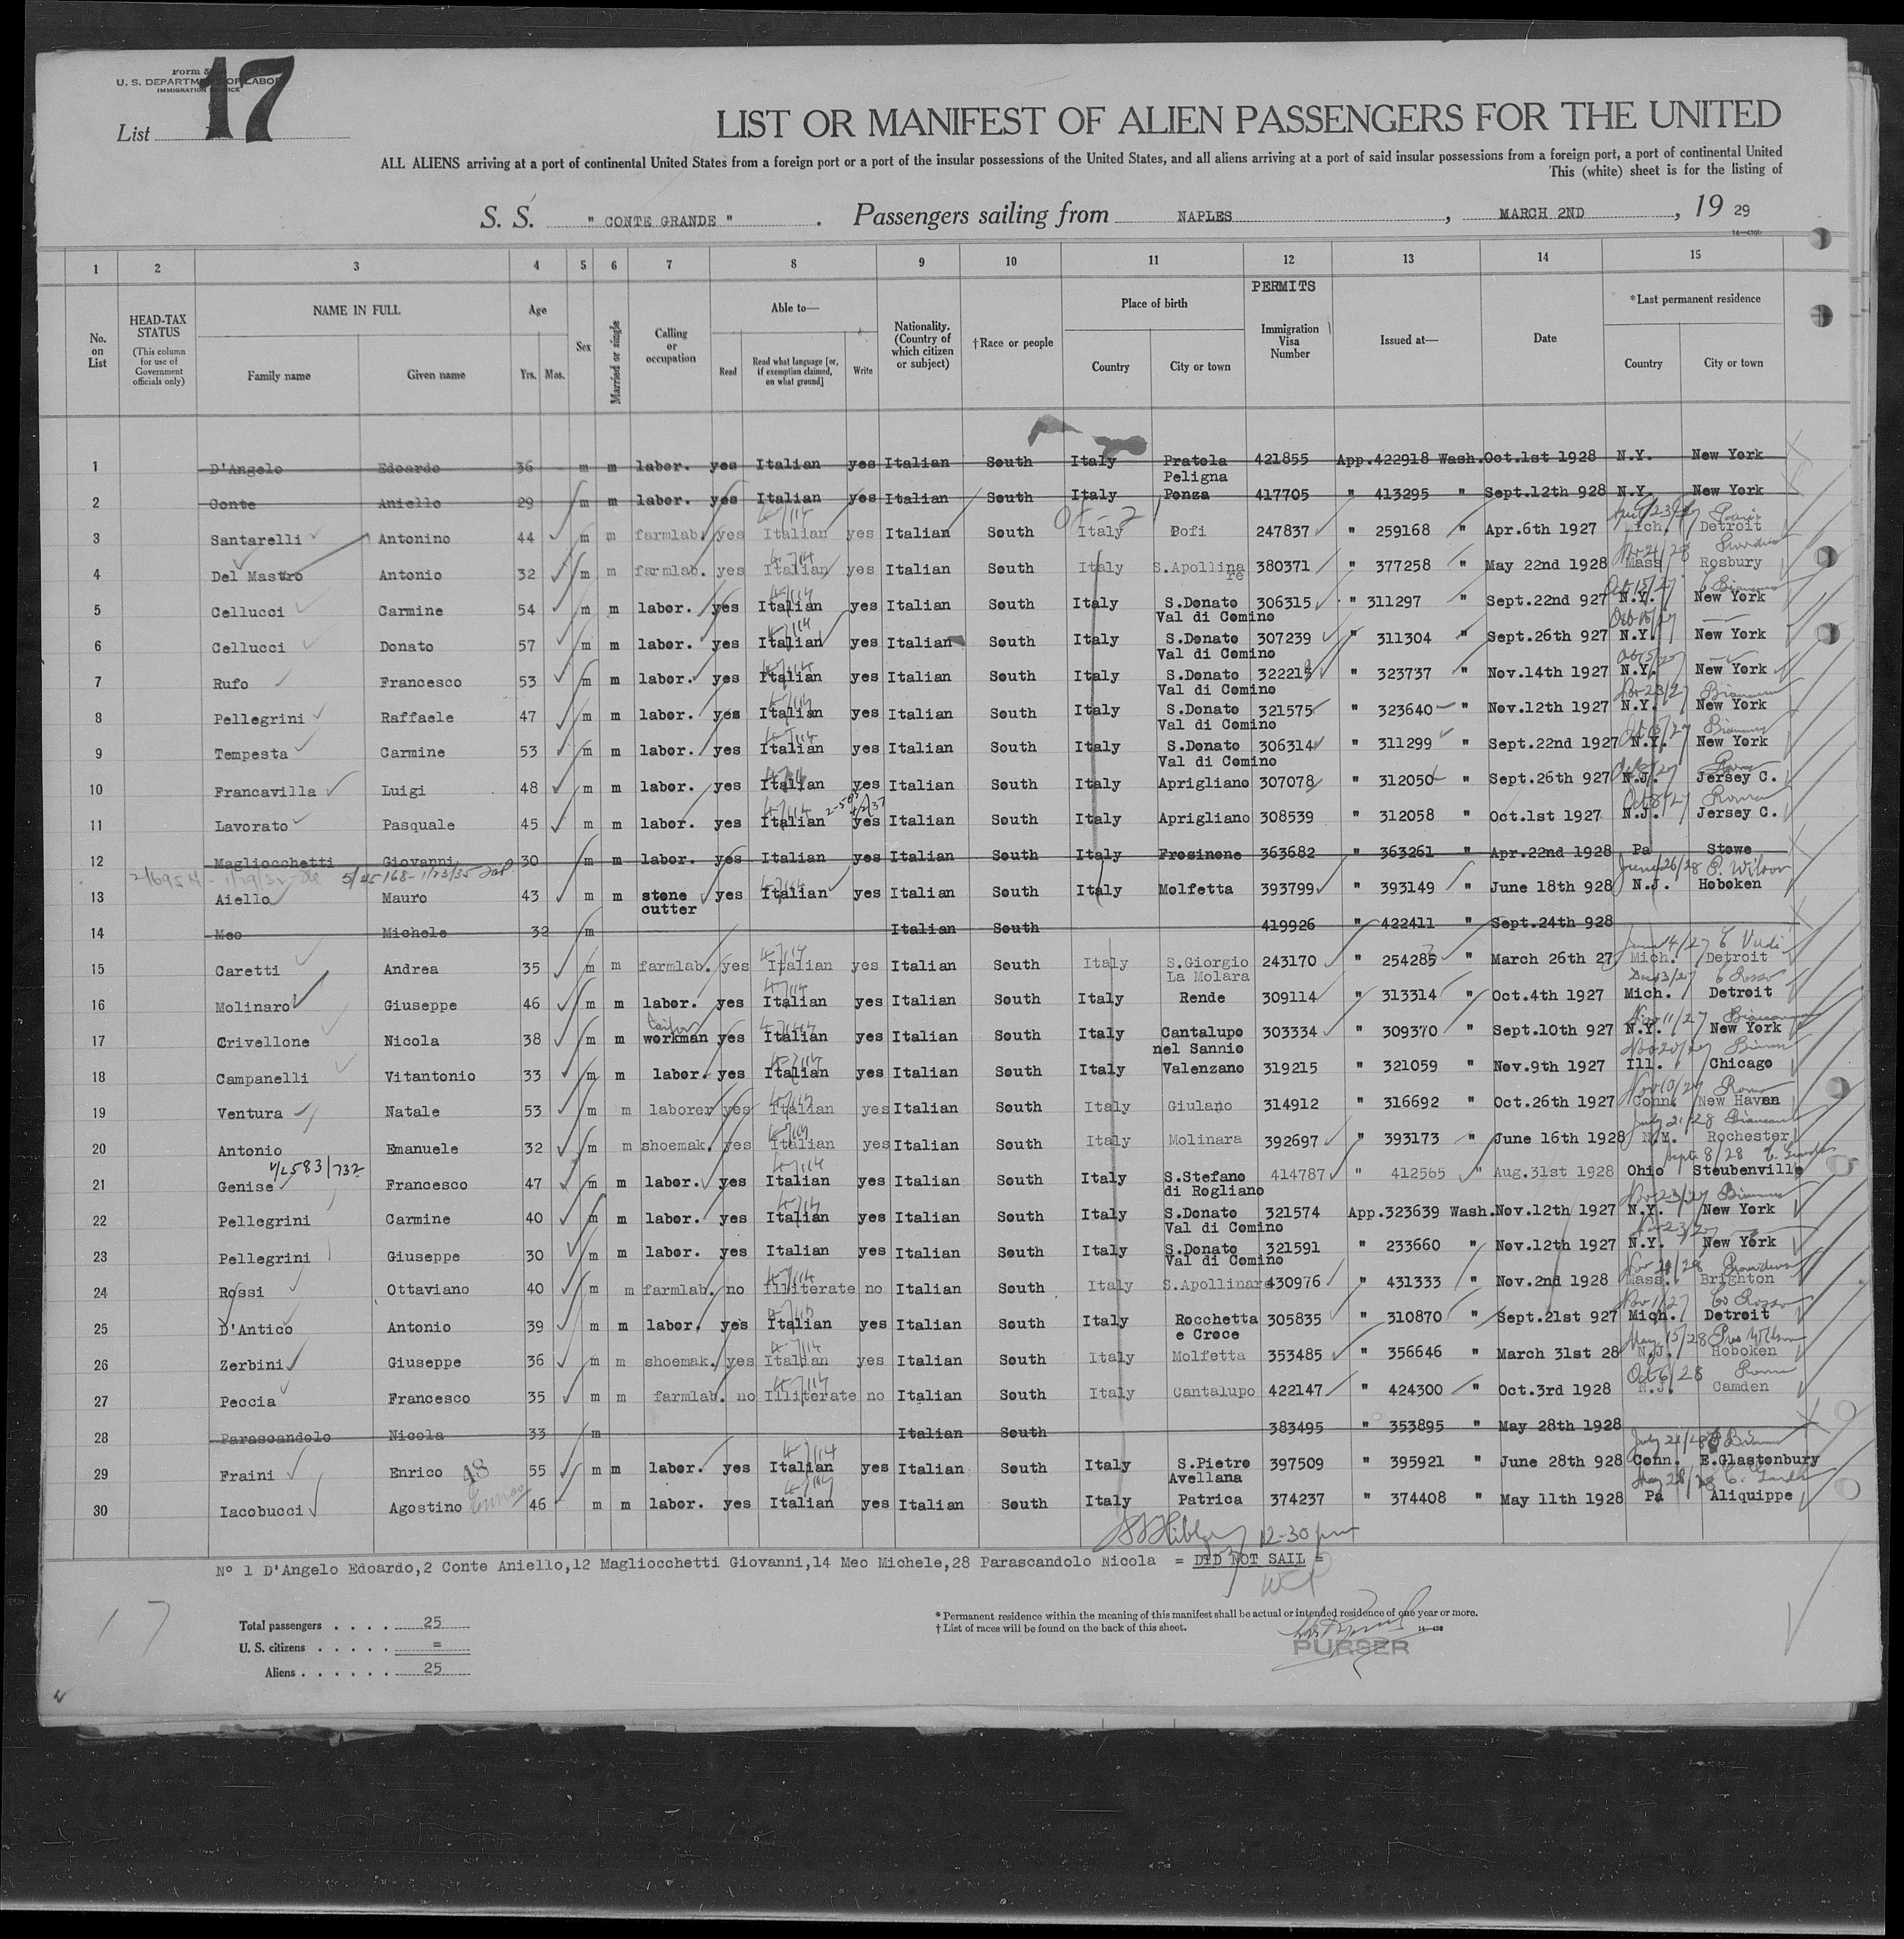 Form 5
U. S. DEPARTMENT OF LABOR
IMMIGRATION SERVICE
List 17
LIST OR MANIFEST OF ALIEN PASSENGERS FOR THE UNITED
ALL ALIENS arriving at a port of continental United States from a foreign port or a port of the insular possessions of the United States, and all aliens arriving at a port of said insular possessions from a foreign port, a port of continental United
This (white) sheet is for the listing of
S. S. " CONTE GRANDE " . Passengers sailing from NAPLES , MARCH 2ND , 19 29
1 2 3 4 5 6 7 8 9 10 11 12 13 14 15
No. on List
HEAD-TAX STATUS (This column for use of Government officials only)
NAME IN FULL Family name Given name
Age Yrs. Mos.
Sex
Married or single
Calling or occupation
Able to— Read Read what language [or, if exemption claimed, on what ground] Write
Nationality. (Country of which citizen or subject)
†Race or people
Place of birth Country City or town
PERMITS Immigration Visa Number
Issued at—
Date
*Last permanent residence Country City or town
1 D'Angelo Edoardo 36 m m labor. yes Italian yes Italian South Italy Pratola Peligna 421855 App.422918 Wash. Oct.1st 1928 N.Y. New York
2 Conte Aniello 29 m m labor. yes Italian yes Italian South Italy Ponza 417705 " 413295 " Sept.12th 928 N.Y. New York
3 Santarelli Antonino 44 m m farmlab. yes Italian yes Italian South Italy Pofi 247837 " 259168 " Apr.6th 1927 Mich. Detroit
4 Del Mastro Antonio 32 m m farmlab. yes Italian yes Italian South Italy S.Apollinare 380371 " 377258 " May 22nd 1928 Mass Rosbury
5 Cellucci Carmine 54 m m labor. yes Italian yes Italian South Italy S.Donato Val di Comino 306315 " 311297 " Sept.22nd 927 N.Y. New York
6 Cellucci Donato 57 m m labor. yes Italian yes Italian South Italy S.Donato Val di Comino 307239 " 311304 " Sept.26th 927 N.Y. New York
7 Rufo Francesco 53 m m labor. yes Italian yes Italian South Italy S.Donato Val di Comino " 323737 " Nov.14th 1927 N.Y. New York
8 Pellegrini Raffaele 47 m m labor. yes Italian yes Italian South Italy S.Donato Val di Comino 321575 " 323640 " Nov.12th 1927 N.Y. New York
9 Tempesta Carmine 53 m m labor. yes Italian yes Italian South Italy S.Donato Val di Comino 306314 " 311299 " Sept.22nd 1927 N.Y. New York
10 Francavilla Luigi 48 m m labor. yes Italian yes Italian South Italy Aprigliano 307078 " 312050 " Sept.26th 927 N.J. Jersey C.
11 Lavorato Pasquale 45 m m labor. yes Italian yes Italian South Italy Aprigliano 308539 " 312058 " Oct.1st 1927 N.J. Jersey C.
12 Magliocchetti Giovanni 30 m m labor. yes Italian yes Italian South Italy Frosinone 363682 " 363261 " Apr.22nd 1928 Pa Stowe
13 Aiello Mauro 43 m m stone cutter yes Italian yes Italian South Italy Molfetta 393799 " 393149 " June 18th 928 N.J. Hoboken
14 Meo Michele 32 m Italian South 419926 " 422411 " Sept.24th 928
15 Caretti Andrea 35 m m farmlab. yes Italian yes Italian South Italy S.Giorgio La Molara 243170 " 254285 " March 26th 27 Mich. Detroit
16 Molinaro Giuseppe 46 m m labor. yes Italian yes Italian South Italy Rende 309114 " 313314 " Oct.4th 1927 Mich. Detroit
17 Crivellone Nicola 38 m m workman yes Italian yes Italian South Italy Cantalupo nel Sannio 303334 " 309370 " Sept.10th 927 N.Y. New York
18 Campanelli Vitantonio 33 m m labor. yes Italian yes Italian South Italy Valenzano 319215 " 321059 " Nov.9th 1927 Ill. Chicago
19 Ventura Natale 53 m m laborer yes Italian yes Italian South Italy Giulano 314912 " 316692 " Oct.26th 1927 Conn. New Haven
20 Antonio Emanuele 32 m m shoemak. yes Italian yes Italian South Italy Molinara 392697 " 393173 " June 16th 1928 N.Y. Rochester
21 Genise Francesco 47 m m labor. yes Italian yes Italian South Italy S.Stefano di Rogliano 414787 " 412565 " Aug.31st 1928 Ohio Steubenville
22 Pellegrini Carmine 40 m m labor. yes Italian yes Italian South Italy S.Donato Val di Comino 321574 App.323639 Wash. Nov.12th 1927 N.Y. New York
23 Pellegrini Giuseppe 30 m m labor. yes Italian yes Italian South Italy S.Donato Val di Comino 321591 " 233660 " Nov.12th 1927 N.Y. New York
24 Rossi Ottaviano 40 m m farmlab. no Illiterate no Italian South Italy S.Apollinare 430976 " 431333 " Nov.2nd 1928 Mass. Brighton
25 D'Antico Antonio 39 m m labor. yes Italian yes Italian South Italy Rocchetta e Croce 305835 " 310870 " Sept.21st 927 Mich. Detroit
26 Zerbini Giuseppe 36 m m shoemak. yes Italian yes Italian South Italy Molfetta 353485 " 356646 " March 31st 28 N.J. Hoboken
27 Peccia Francesco 35 m m farmlab. no Illiterate no Italian South Italy Cantalupo 422147 " 424300 " Oct.3rd 1928 N.J. Camden
28 Parascandolo Nicola 33 m Italian South 383495 " 353895 " May 28th 1928
29 Fraini Enrico 55 m m labor. yes Italian yes Italian South Italy S.Pietro Avellana 397509 " 395921 " June 28th 928 Conn. E.Glastonbury
30 Iacobucci Agostino 46 m m labor. yes Italian yes Italian South Italy Patrica 374237 " 374408 " May 11th 1928 Pa Aliquippe
12-30 pm
Nº 1 D'Angelo Edoardo,2 Conte Aniello,12 Magliocchetti Giovanni,14 Meo Michele,28 Parascandolo Nicola = DID NOT SAIL =
17
Total passengers . . . . 25
U. S. citizens . . . . . =
Aliens . . . . . . 25
* Permanent residence within the meaning of this manifest shall be actual or intended residence of one year or more.
† List of races will be found on the back of this sheet.
PURSER